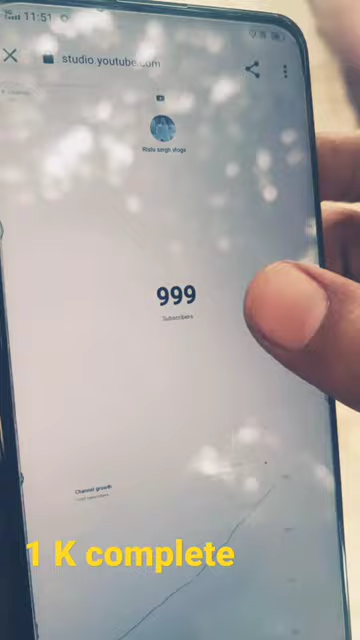 11:51
studio.youtube.com
999
Subscribers
Channel growth
1 K complete